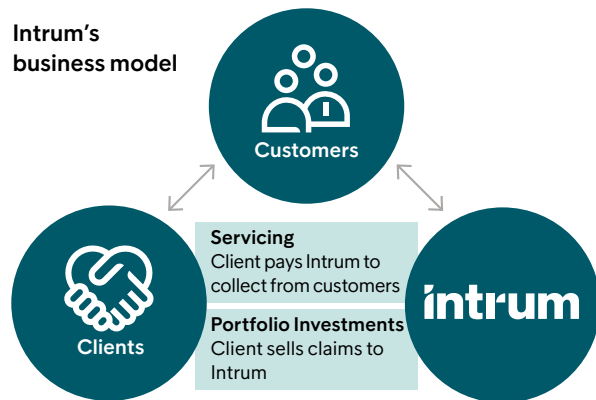 Intrum’s
business model
Customers
Servicing
Client pays Intrum to
collect from customers
Portfolio Investments
Client sells claims to
Intrum
Clients
intrum